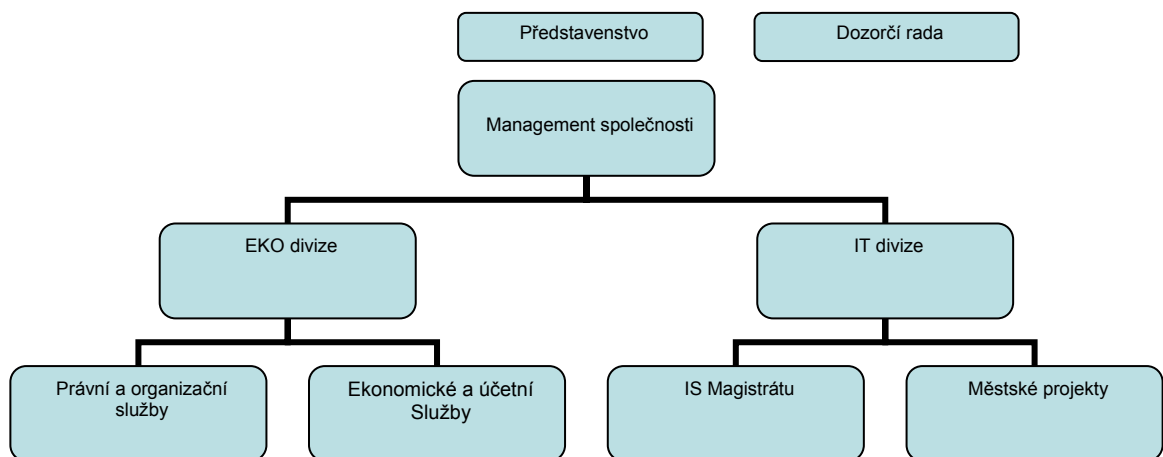 Představenstvo
Dozorčí rada
Management společnosti
EKO divize
IT divize
Právní a organizační
služby
Ekonomické a účetní
Služby
IS Magistrátu
Městské projekty